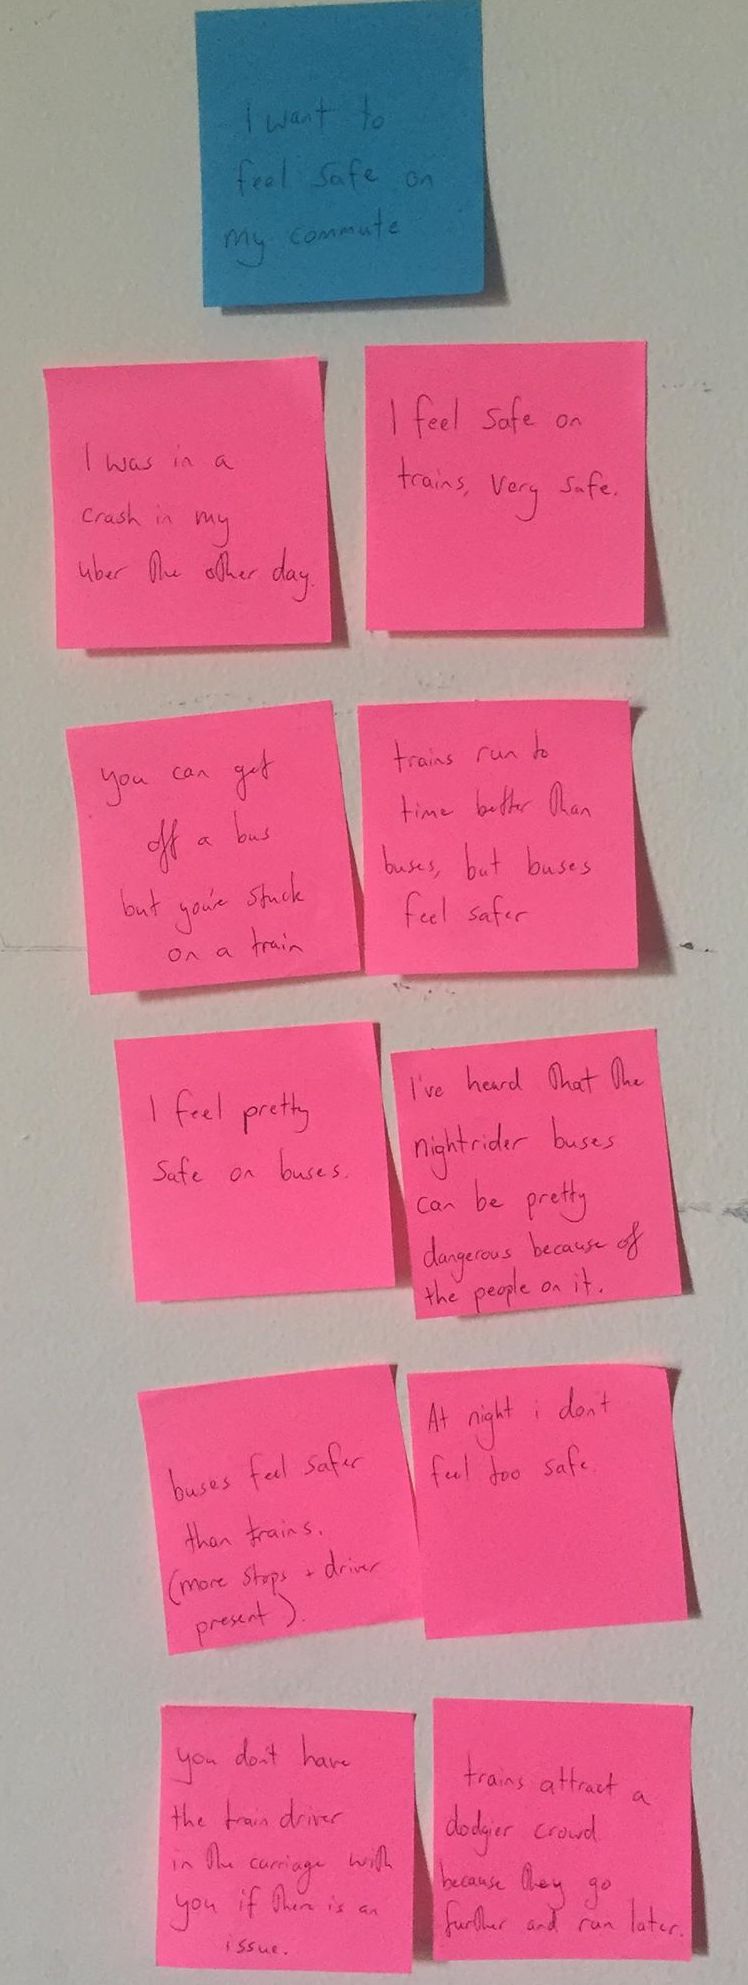 I want to
feel safe on
my commute
I was in a
crash in my
uber the other day.
I feel safe on
trains, very safe.
you can get
off a bus
but you're stuck
on a train
trains run to
time better than
buses, but buses
feel safer
I feel pretty
safe on buses.
I've heard that the
nightrider buses
can be pretty
dangerous because of
the people on it.
buses feel safer
than trains.
(more stops + driver
present).
At night i don't
feel too safe.
you don't have
the train driver
in the carriage with
you if there is an
issue.
trains attract a
dodgier crowd
because they go
further and run later.